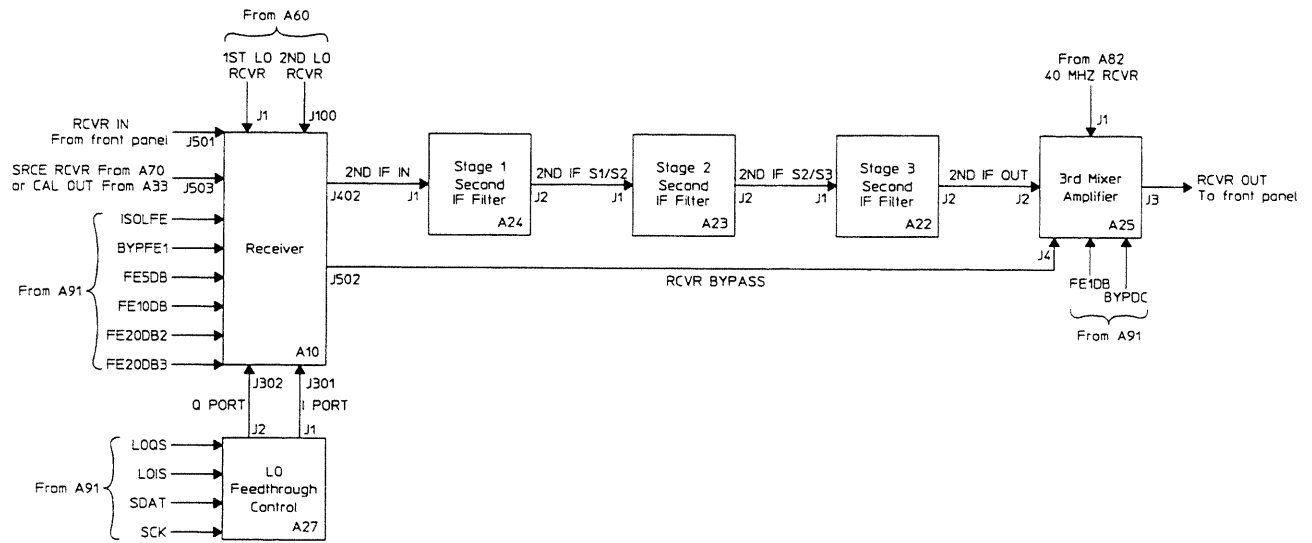 From A60
1ST LO 2ND LO
RCVR RCVR
J1 J100
RCVR IN
From front panel
J501
SRCE RCVR From A70
or CAL OUT From A33
J503
From A91
ISOLFE
BYPFE1
FE5DB
FE10DB
FE20DB2
FE20DB3
Receiver
A10
2ND IF IN
J402
J1
Stage 1
Second
IF Filter
A24
2ND IF S1/S2
J2
J1
Stage 2
Second
IF Filter
A23
2ND IF S2/S3
J2
J1
Stage 3
Second
IF Filter
A22
2ND IF OUT
J2
J2
From A82
40 MHZ RCVR
J1
3rd Mixer
Amplifier
A25
J3
RCVR OUT
To front panel
J502
RCVR BYPASS
J4
FE1DB
BYPDC
From A91
J302
J301
Q PORT
I PORT
J2
J1
From A91
LOQS
LOIS
SDAT
SCK
LO
Feedthrough
Control
A27